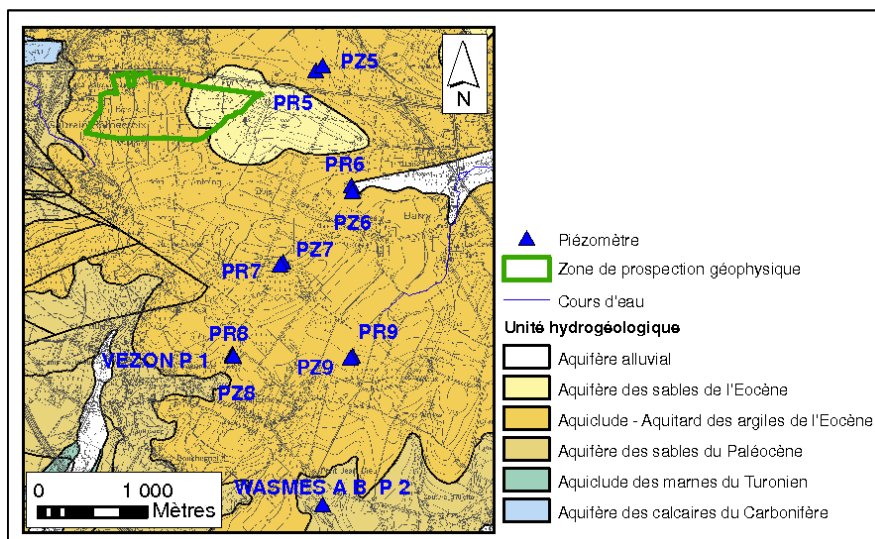 PZ5
N
PR5
PR6
PZ6
PZ7
PR7
PR8
PR9
VEZON P 1
PZ9
PZ8
WASMES A B P 2
0 1 000
Mètres
Piézomètre
Zone de prospection géophysique
Cours d'eau
Unité hydrogéologique
Aquifère alluvial
Aquifère des sables de l'Eocène
Aquiclude - Aquitard des argiles de l'Eocène
Aquifère des sables du Paléocène
Aquiclude des marnes du Turonien
Aquifère des calcaires du Carbonifère